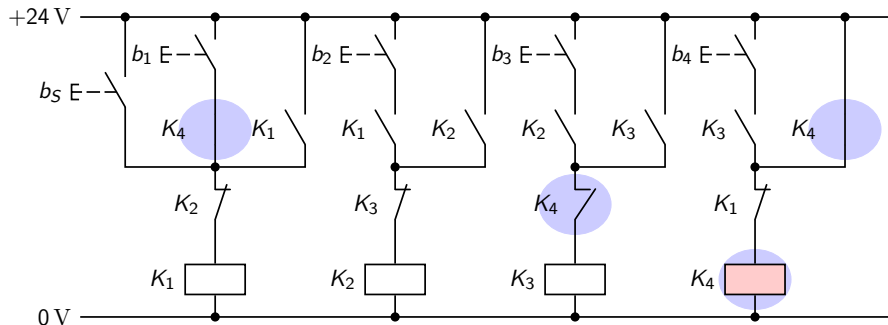 +24 V
b1 b2 b3 b4
bS
K4 K1 K1 K2 K2 K3 K3 K4
K2 K3 K4 K1
K1 K2 K3 K4
0 V